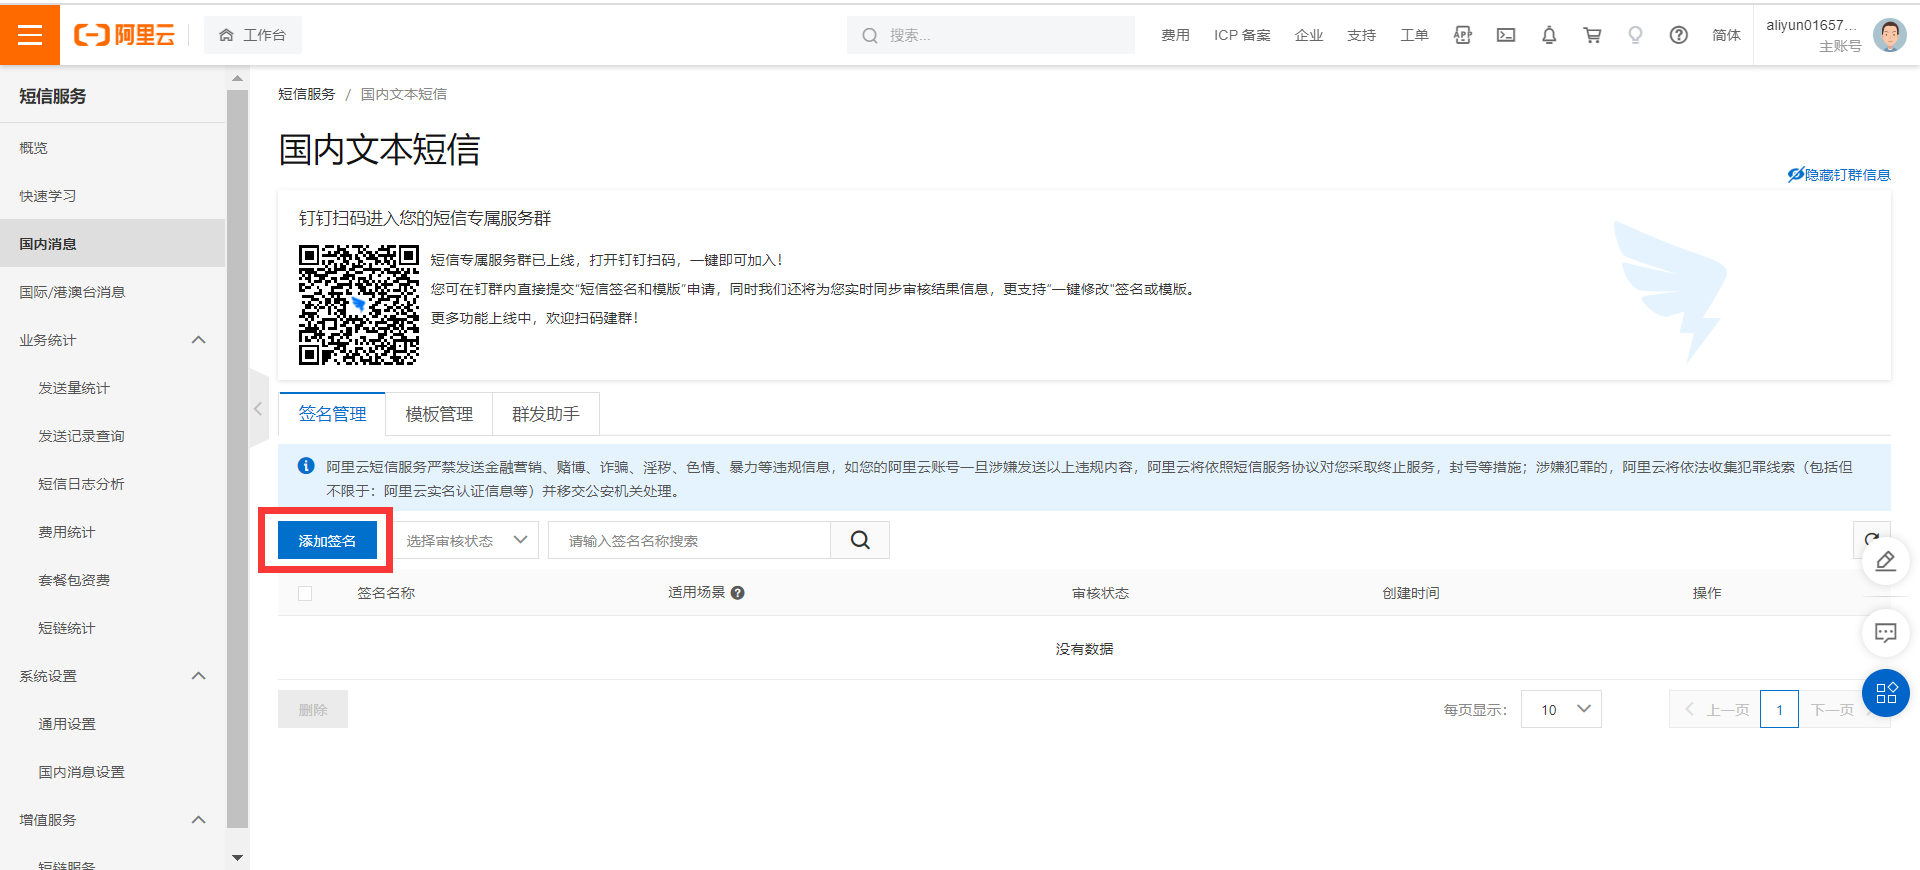 阿里云
工作台
搜索...
费用
ICP 备案
企业
支持
工单
APP
简体
aliyun01657...
主账号
短信服务
概览
快速学习
国内消息
国际/港澳台消息
业务统计
发送量统计
发送记录查询
短信日志分析
费用统计
套餐包资费
短链统计
系统设置
通用设置
国内消息设置
增值服务
短链服务
短信服务 / 国内文本短信
国内文本短信
隐藏钉群信息
钉钉扫码进入您的短信专属服务群
短信专属服务群已上线，打开钉钉扫码，一键即可加入！
您可在钉群内直接提交“短信签名和模版”申请，同时我们还将为您实时同步审核结果信息，更支持“一键修改”签名或模版。
更多功能上线中，欢迎扫码建群！
签名管理
模板管理
群发助手
阿里云短信服务严禁发送金融营销、赌博、诈骗、淫秽、色情、暴力等违规信息，如您的阿里云账号一旦涉嫌发送以上违规内容，阿里云将依照短信服务协议对您采取终止服务，封号等措施；涉嫌犯罪的，阿里云将依法收集犯罪线索（包括但
不限于：阿里云实名认证信息等）并移交公安机关处理。
添加签名
选择审核状态
请输入签名名称搜索
签名名称
适用场景
审核状态
创建时间
操作
没有数据
删除
每页显示：
10
上一页
1
下一页